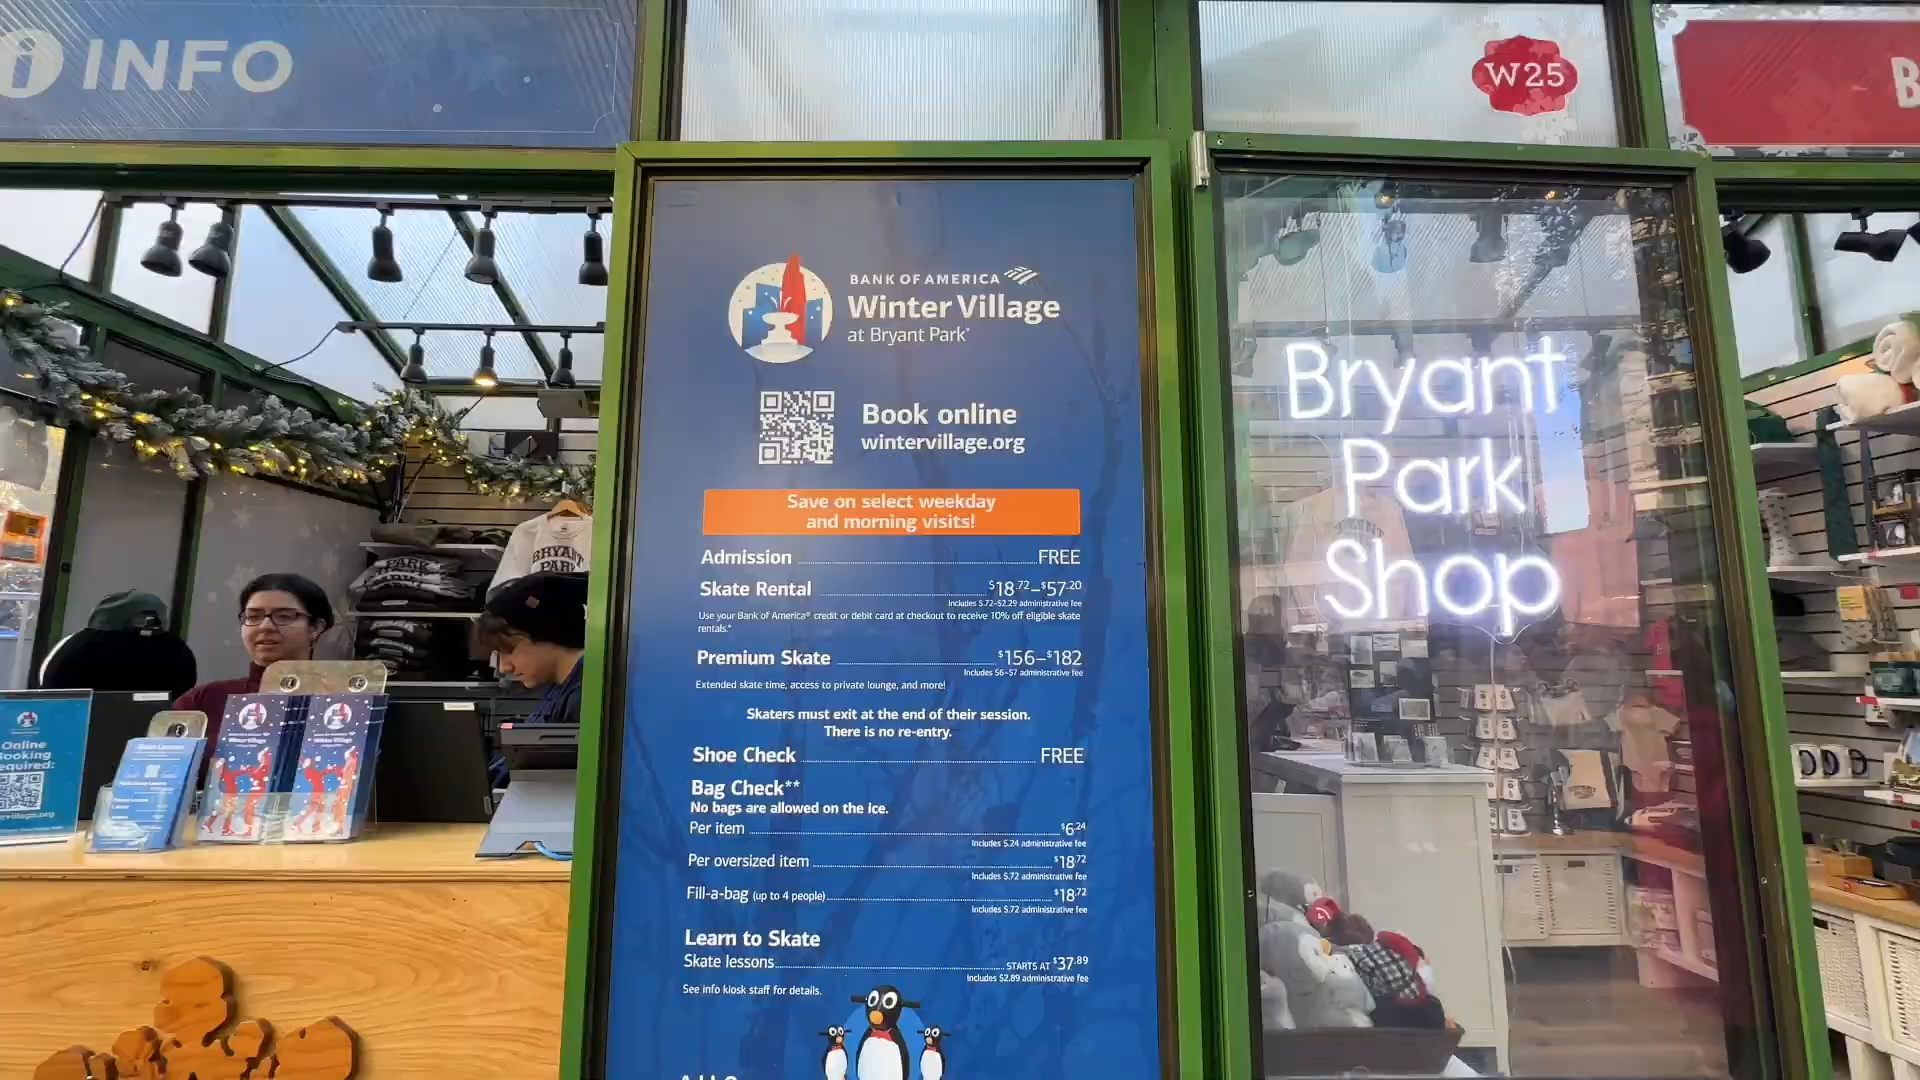 INFO
W25
B
BANK OF AMERICA
Winter Village
at Bryant Park®
Book online
wintervillage.org
Save on select weekday
and morning visits!
Admission FREE
Skate Rental $18.72–$57.20
Includes $.72–$2.29 administrative fee
Use your Bank of America® credit or debit card at checkout to receive 10% off eligible skate
rentals.*
Premium Skate $156–$182
Includes $6–$7 administrative fee
Extended skate time, access to private lounge, and more!
Skaters must exit at the end of their session.
There is no re-entry.
Shoe Check FREE
Bag Check**
No bags are allowed on the ice.
Per item $6.24
Includes $.24 administrative fee
Per oversized item $18.72
Includes $.72 administrative fee
Fill-a-bag (up to 4 people) $18.72
Includes $.72 administrative fee
Learn to Skate
Skate lessons STARTS AT $37.89
Includes $2.89 administrative fee
See info kiosk staff for details.
Bryant
Park
Shop
BRYANT
PARK
Online